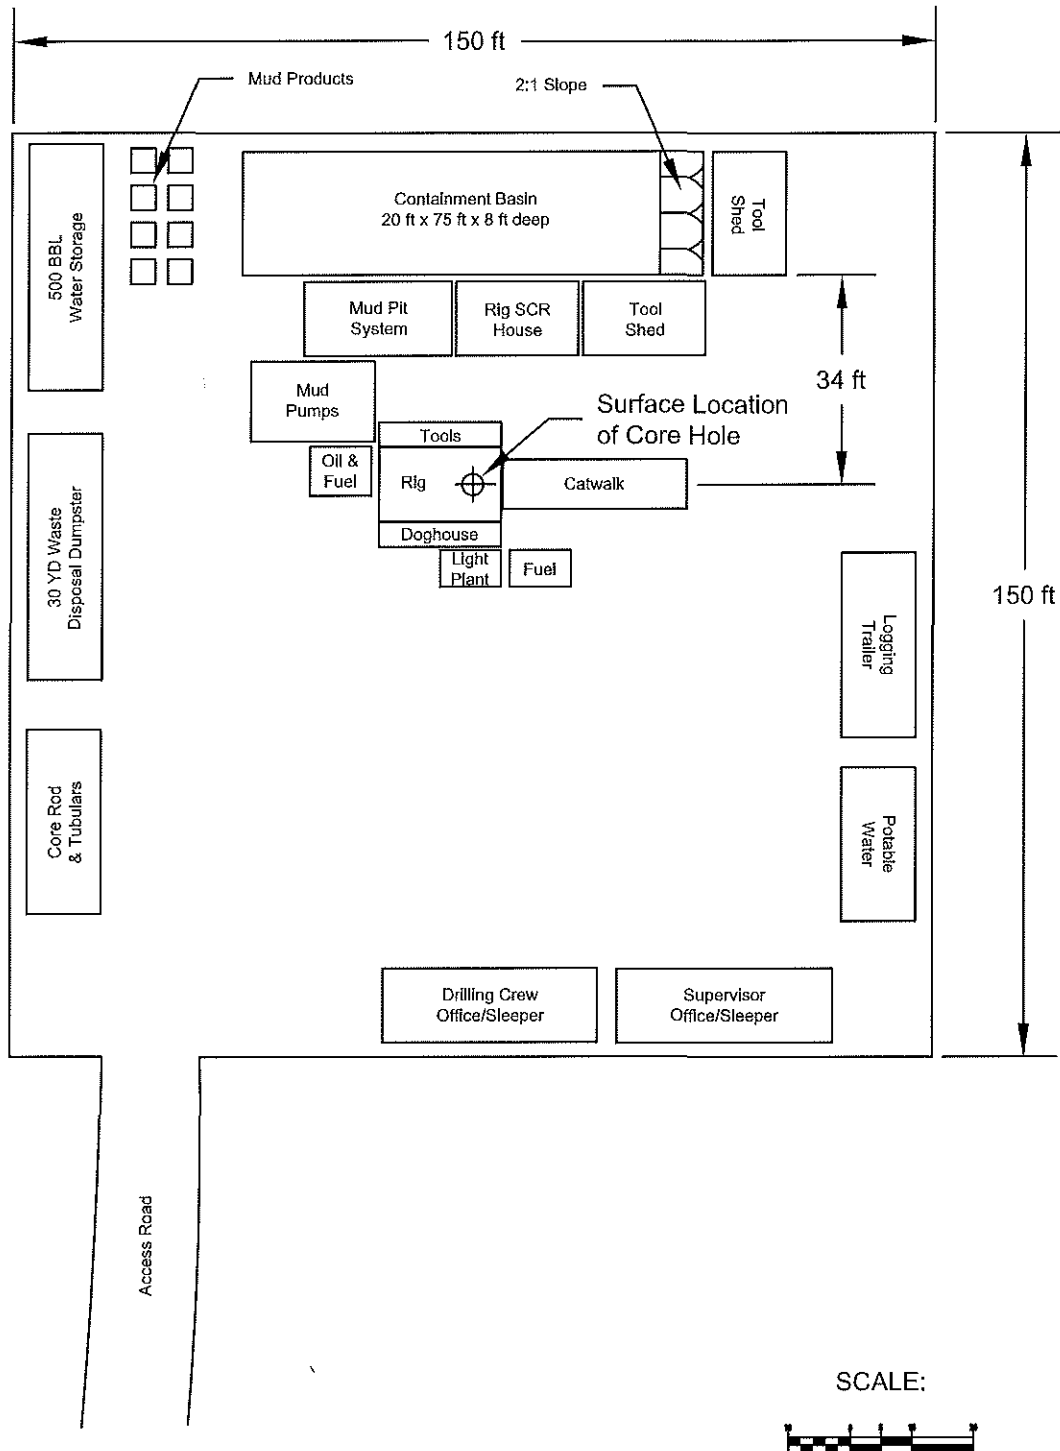 150 ft
Mud Products
2:1 Slope
500 BBL
Water Storage
Containment Basin
20 ft x 75 ft x 8 ft deep
Tool
Shed
Mud Pit
System
Rig SCR
House
Tool
Shed
34 ft
Mud
Pumps
Surface Location
of Core Hole
Tools
Oil &
Fuel
Rig
Catwalk
Doghouse
Light
Plant
Fuel
30 YD Waste
Disposal Dumpster
150 ft
Logging
Trailer
Core Rod
& Tubulars
Potable
Water
Drilling Crew
Office/Sleeper
Supervisor
Office/Sleeper
Access Road
SCALE: